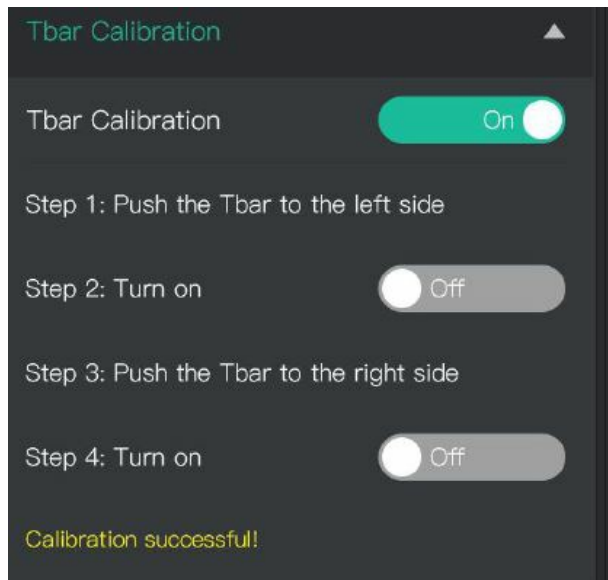 Tbar Calibration
Tbar Calibration On
Step 1: Push the Tbar to the left side
Step 2: Turn on Off
Step 3: Push the Tbar to the right side
Step 4: Turn on Off
Calibration successful!